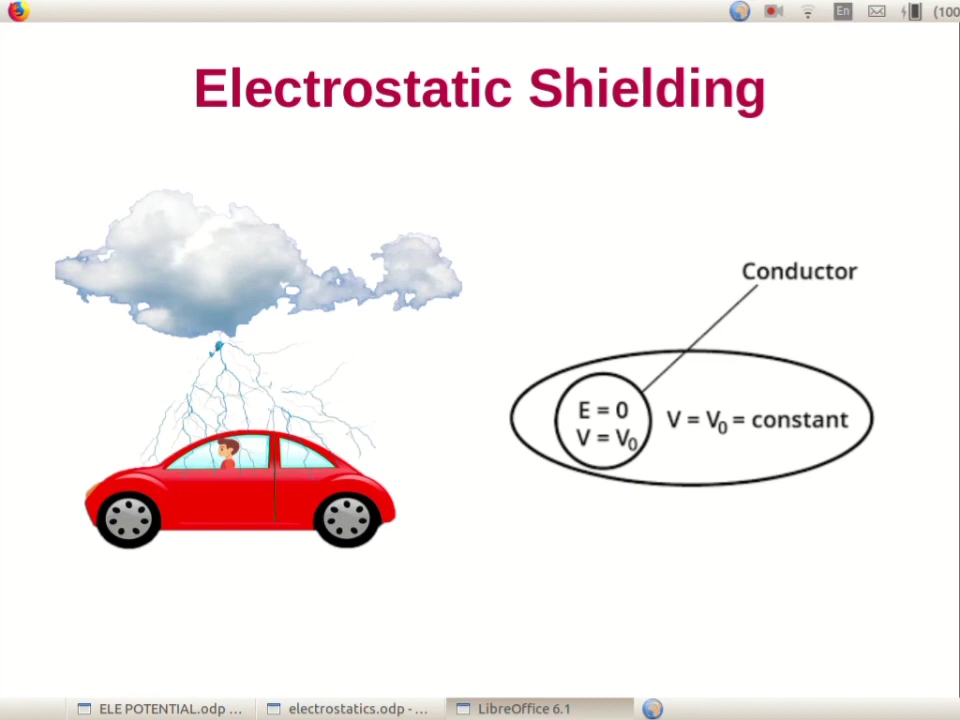 En
(100
Electrostatic Shielding
Conductor
E = 0
V = V₀
V = V₀ = constant
ELE POTENTIAL.odp ...
electrostatics.odp - ...
LibreOffice 6.1